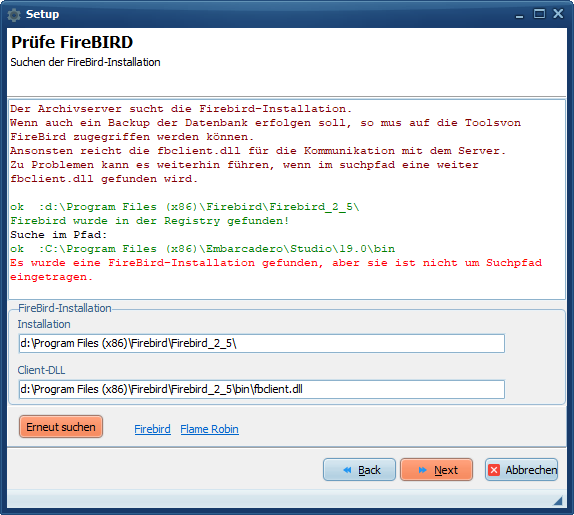 Setup
Prüfe FireBIRD
Suchen der FireBird-Installation
Der Archivserver sucht die Firebird-Installation.
Wenn auch ein Backup der Datenbank erfolgen soll, so mus auf die Toolsvon
FireBird zugegriffen werden können.
Ansonsten reicht die fbclient.dll für die Kommunikation mit dem Server.
Zu Problemen kann es weiterhin führen, wenn im suchpfad eine weiter
fbclient.dll gefunden wird.
ok  :d:\Program Files (x86)\Firebird\Firebird_2_5\
Firebird wurde in der Registry gefunden!
Suche im Pfad:
ok  :C:\Program Files (x86)\Embarcadero\Studio\19.0\bin
Es wurde eine FireBird-Installation gefunden, aber sie ist nicht um Suchpfad
eingetragen.
FireBird-Installation
Installation
d:\Program Files (x86)\Firebird\Firebird_2_5\
Client-DLL
d:\Program Files (x86)\Firebird\Firebird_2_5\bin\fbclient.dll
Erneut suchen Firebird Flame Robin
Back Next Abbrechen